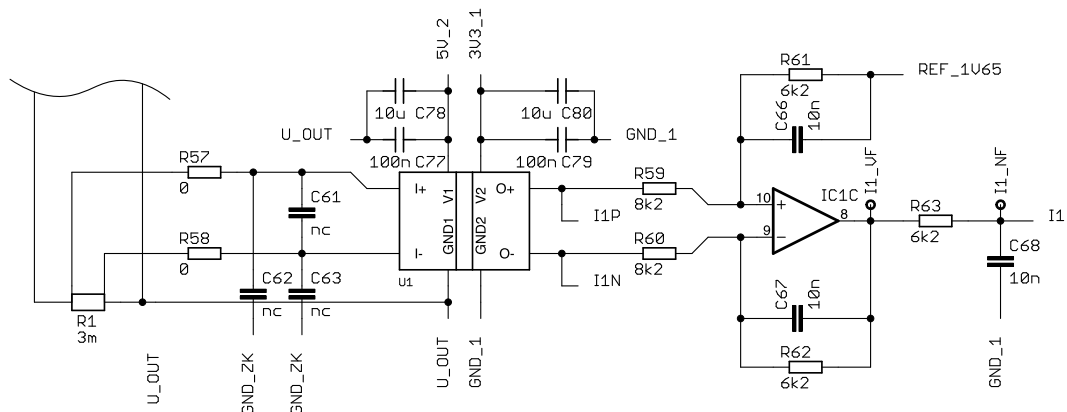 5V_2
3V3_1
R61
6k2
REF_1V65
10u C78
10u C80
C66
10n
U_OUT
GND_1
100n C77
100n C79
I1_VF
I1_NF
R57
0
R59
8k2
IC1C
C61
nc
I+
V1
V2
O+
I1P
10
+
8
R63
6k2
I1
R58
0
GND1
GND2
R60
8k2
9
-
C68
10n
I-
O-
U1
I1N
C62
nc
C63
nc
C67
10n
R1
3m
U_OUT
GND_ZK
GND_ZK
U_OUT
GND_1
R62
6k2
GND_1